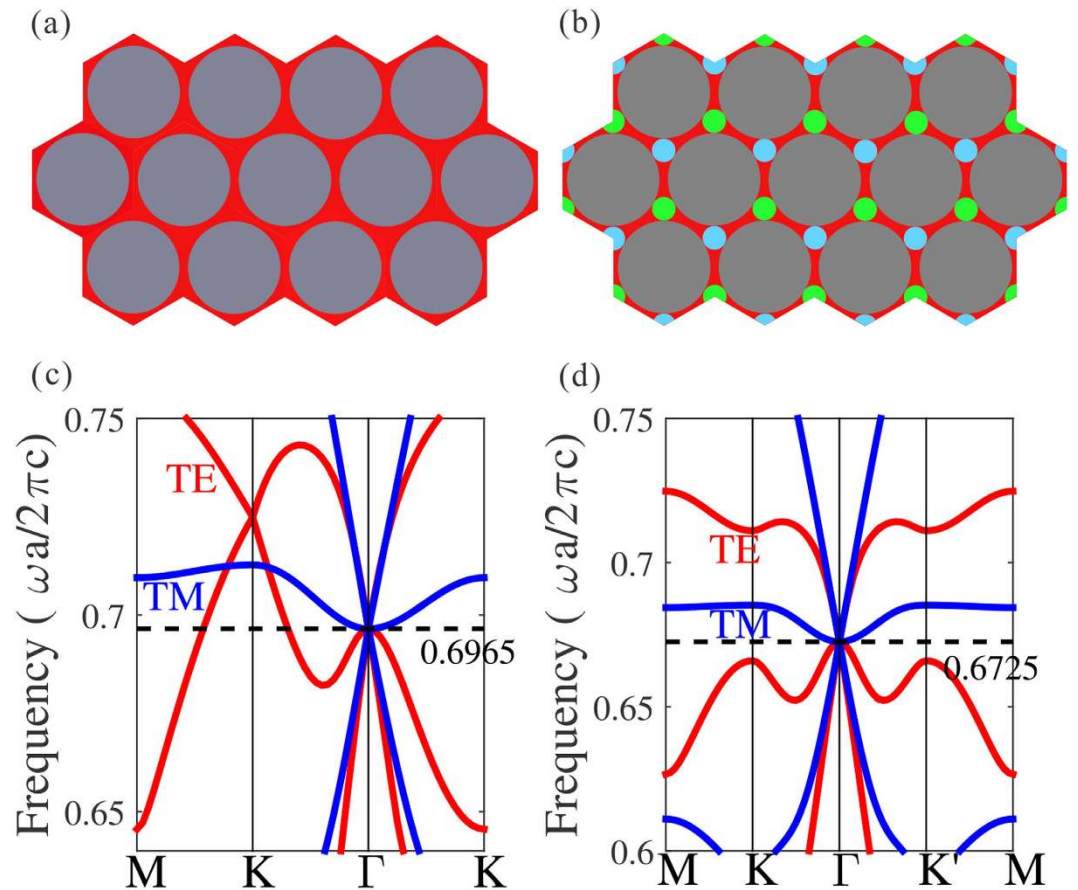 (a)
(b)
(c)
0.75
0.7
0.65
Frequency ( ωa/2πc)
TE
TM
0.6965
M K Γ K
(d)
0.75
0.7
0.65
0.6
Frequency ( ωa/2πc)
TE
TM
0.6725
M K Γ K' M